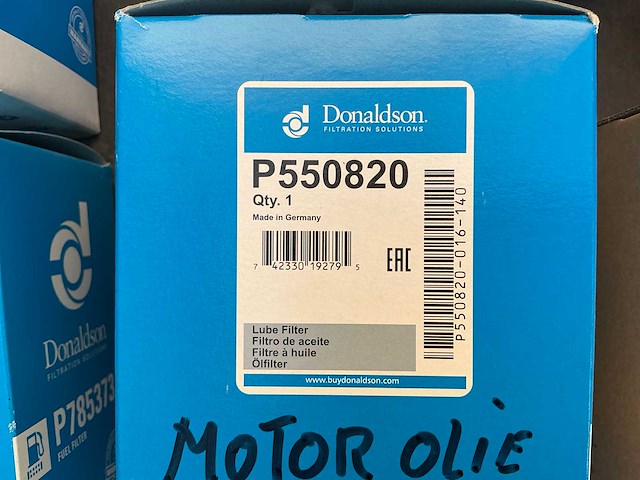 Donaldson.
FILTRATION SOLUTIONS
P550820
Qty. 1
Made in Germany
7 42330 19279 5
EAC
P550820-016-140
Lube Filter
Filtro de aceite
Filtre à huile
Ölfilter
www.buydonaldson.com
MOTOR OLIE
Donaldson
FILTRATION SOLUTIONS
P785373
FUEL FILTER